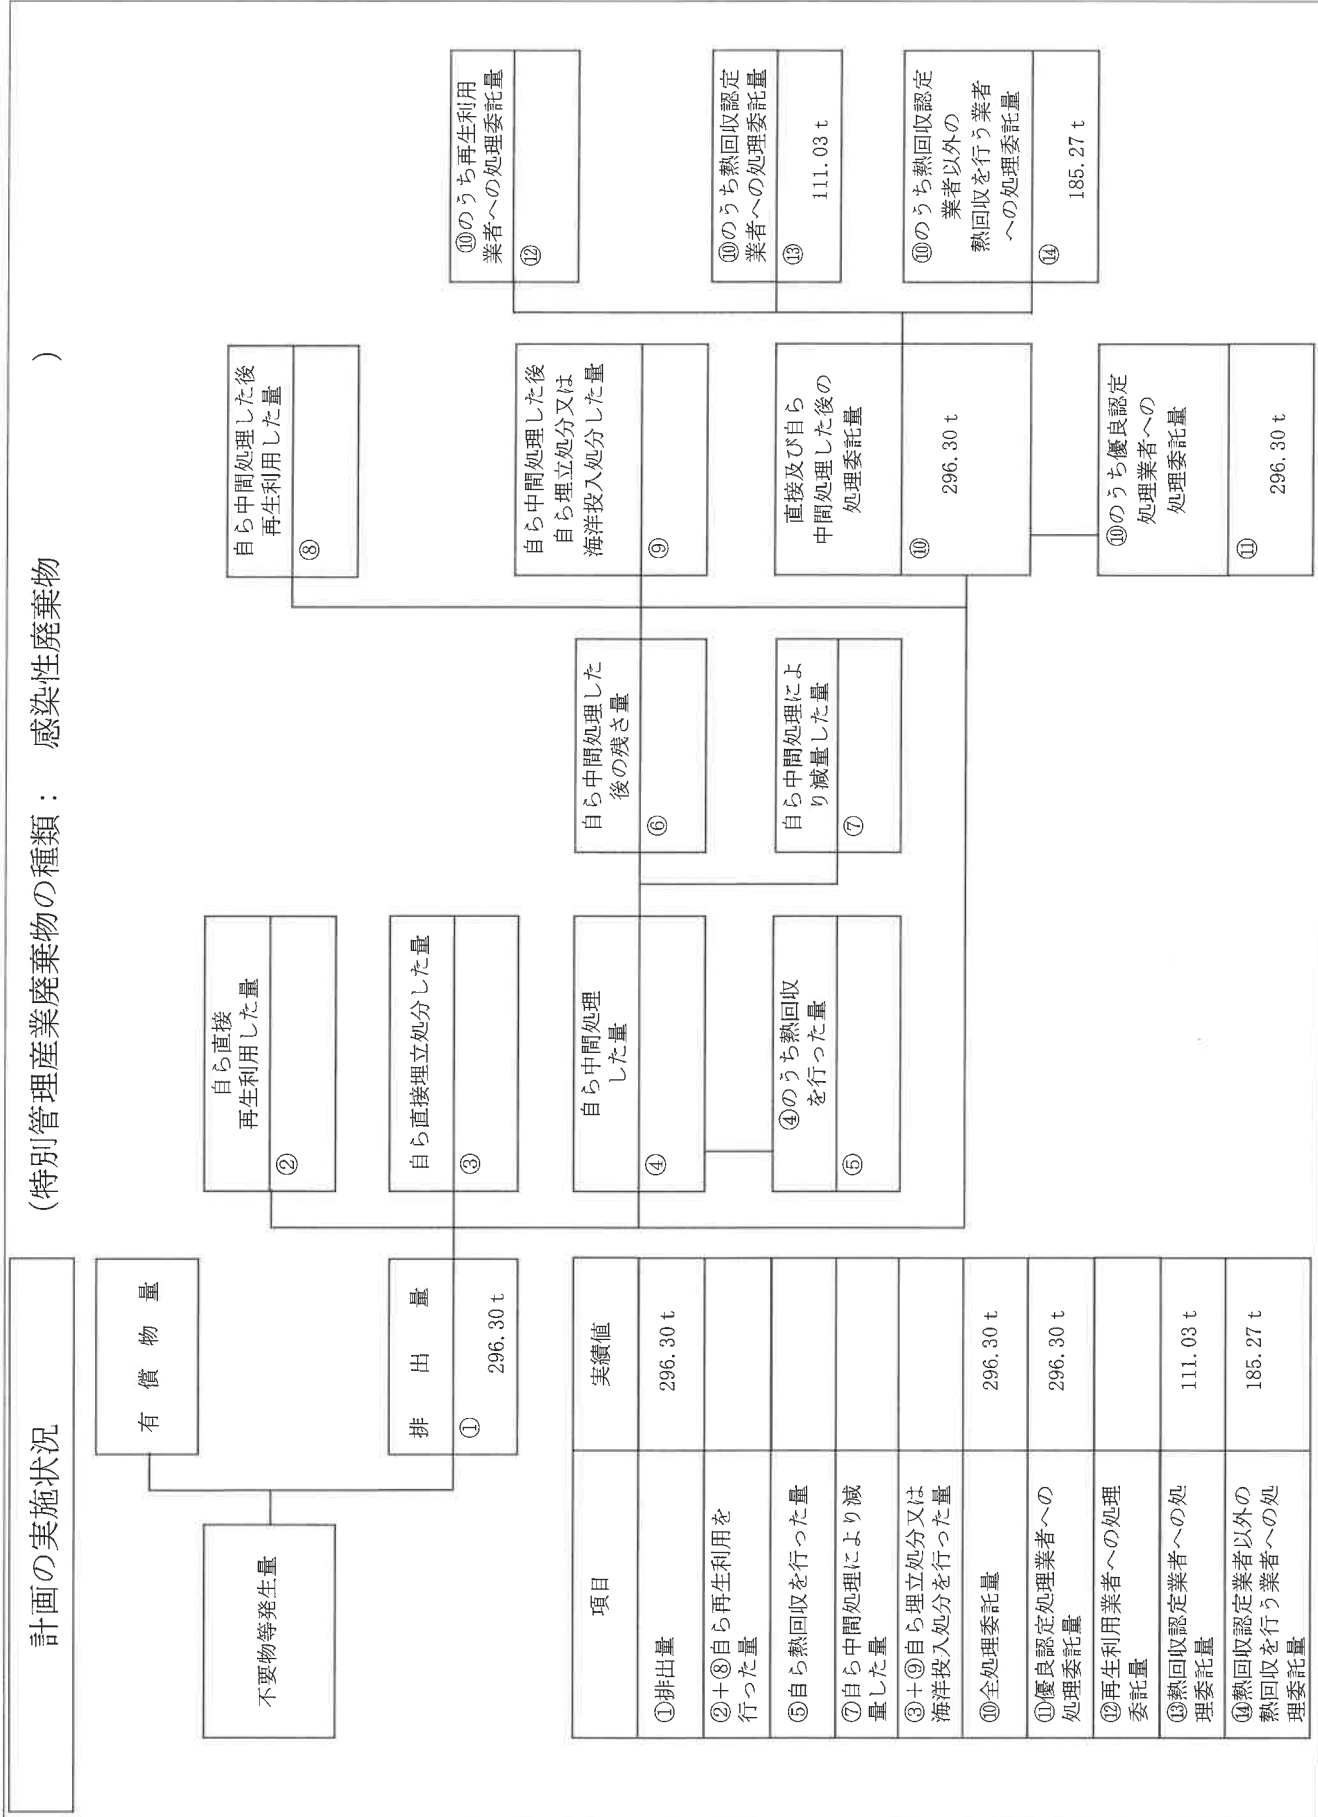 計画の実施状況
(特別管理産業廃棄物の種類： 感染性廃棄物 )
不要物等発生量
有償物量
排出量
①
296.30ｔ
自ら直接
再生利用した量
②
自ら直接埋立処分した量
③
自ら中間処理
した量
④
④のうち熱回収
を行った量
⑤
自ら中間処理した
後の残さ量
⑥
自ら中間処理によ
り減量した量
⑦
自ら中間処理した後
再生利用した量
⑧
自ら中間処理した後
自ら埋立処分又は
海洋投入処分した量
⑨
直接及び自ら
中間処理した後の
処理委託量
⑩
296.30ｔ
⑩のうち優良認定
処理業者への
処理委託量
⑪
296.30ｔ
⑩のうち再生利用
業者への処理委託量
⑫
⑩のうち熱回収認定
業者への処理委託量
⑬
111.03ｔ
⑩のうち熱回収認定
業者以外の
熱回収を行う業者
への処理委託量
⑭
185.27ｔ
項目 実績値
①排出量 296.30ｔ
②＋⑧自ら再生利用を
行った量
⑤自ら熱回収を行った量
⑦自ら中間処理により減
量した量
③＋⑨自ら埋立処分又は
海洋投入処分を行った量
⑩全処理委託量 296.30ｔ
⑪優良認定処理業者への
処理委託量 296.30ｔ
⑫再生利用業者への処理
委託量
⑬熱回収認定業者への処
理委託量 111.03ｔ
⑭熱回収認定業者以外の
熱回収を行う業者への処
理委託量 185.27ｔ